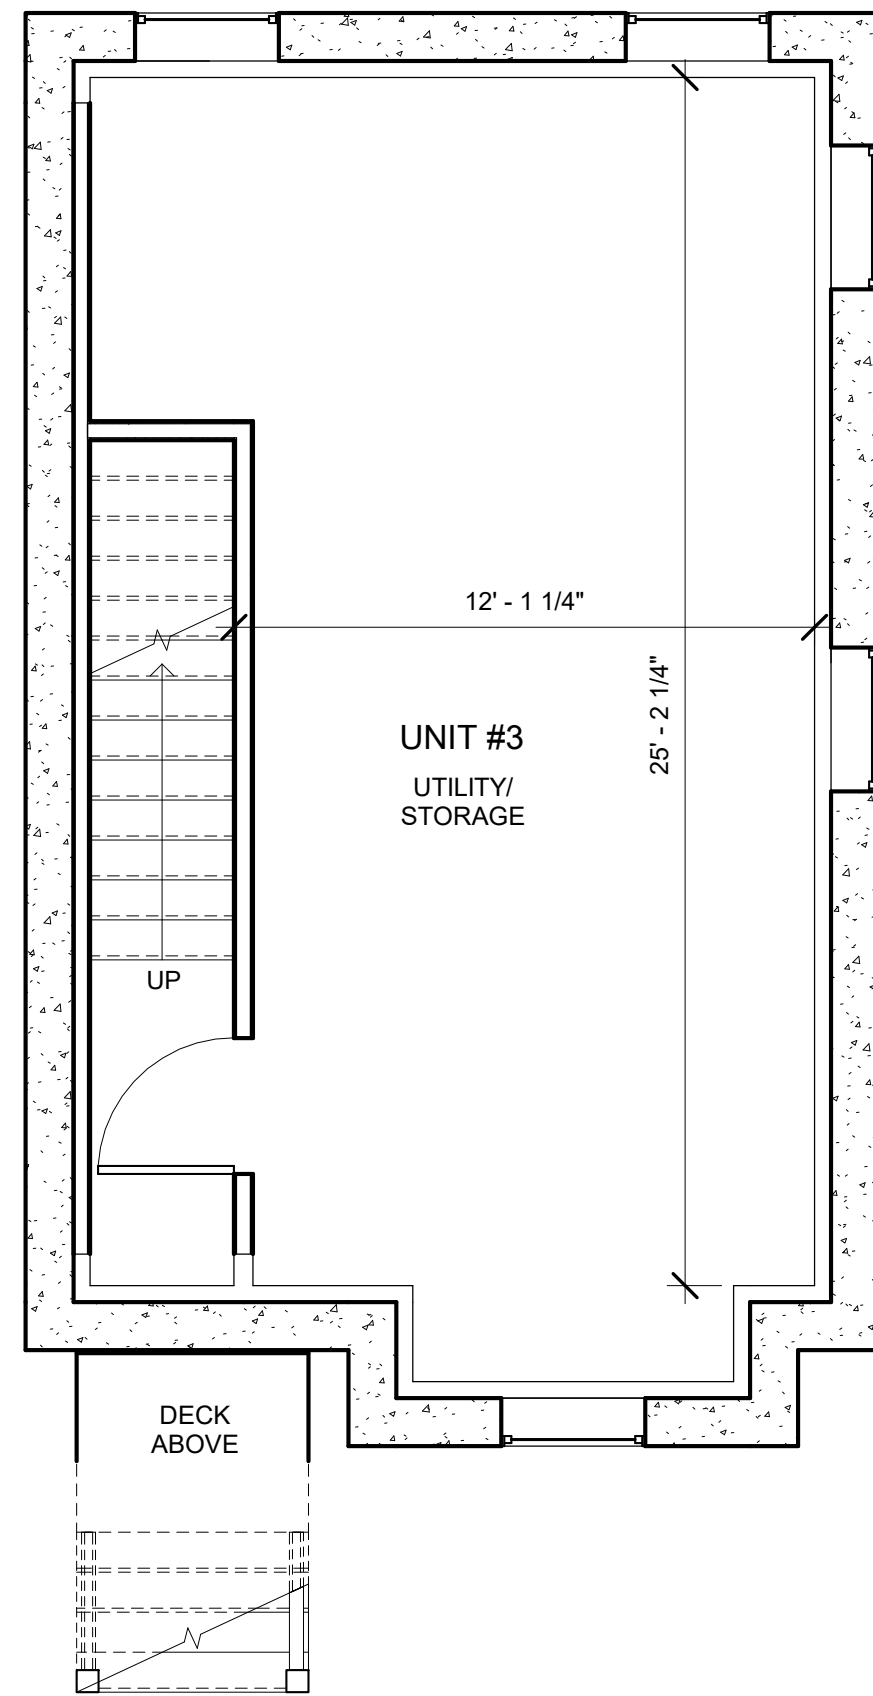 12' - 1 1/4"
25' - 2 1/4"
UNIT #3
UTILITY/
STORAGE
UP
DECK
ABOVE